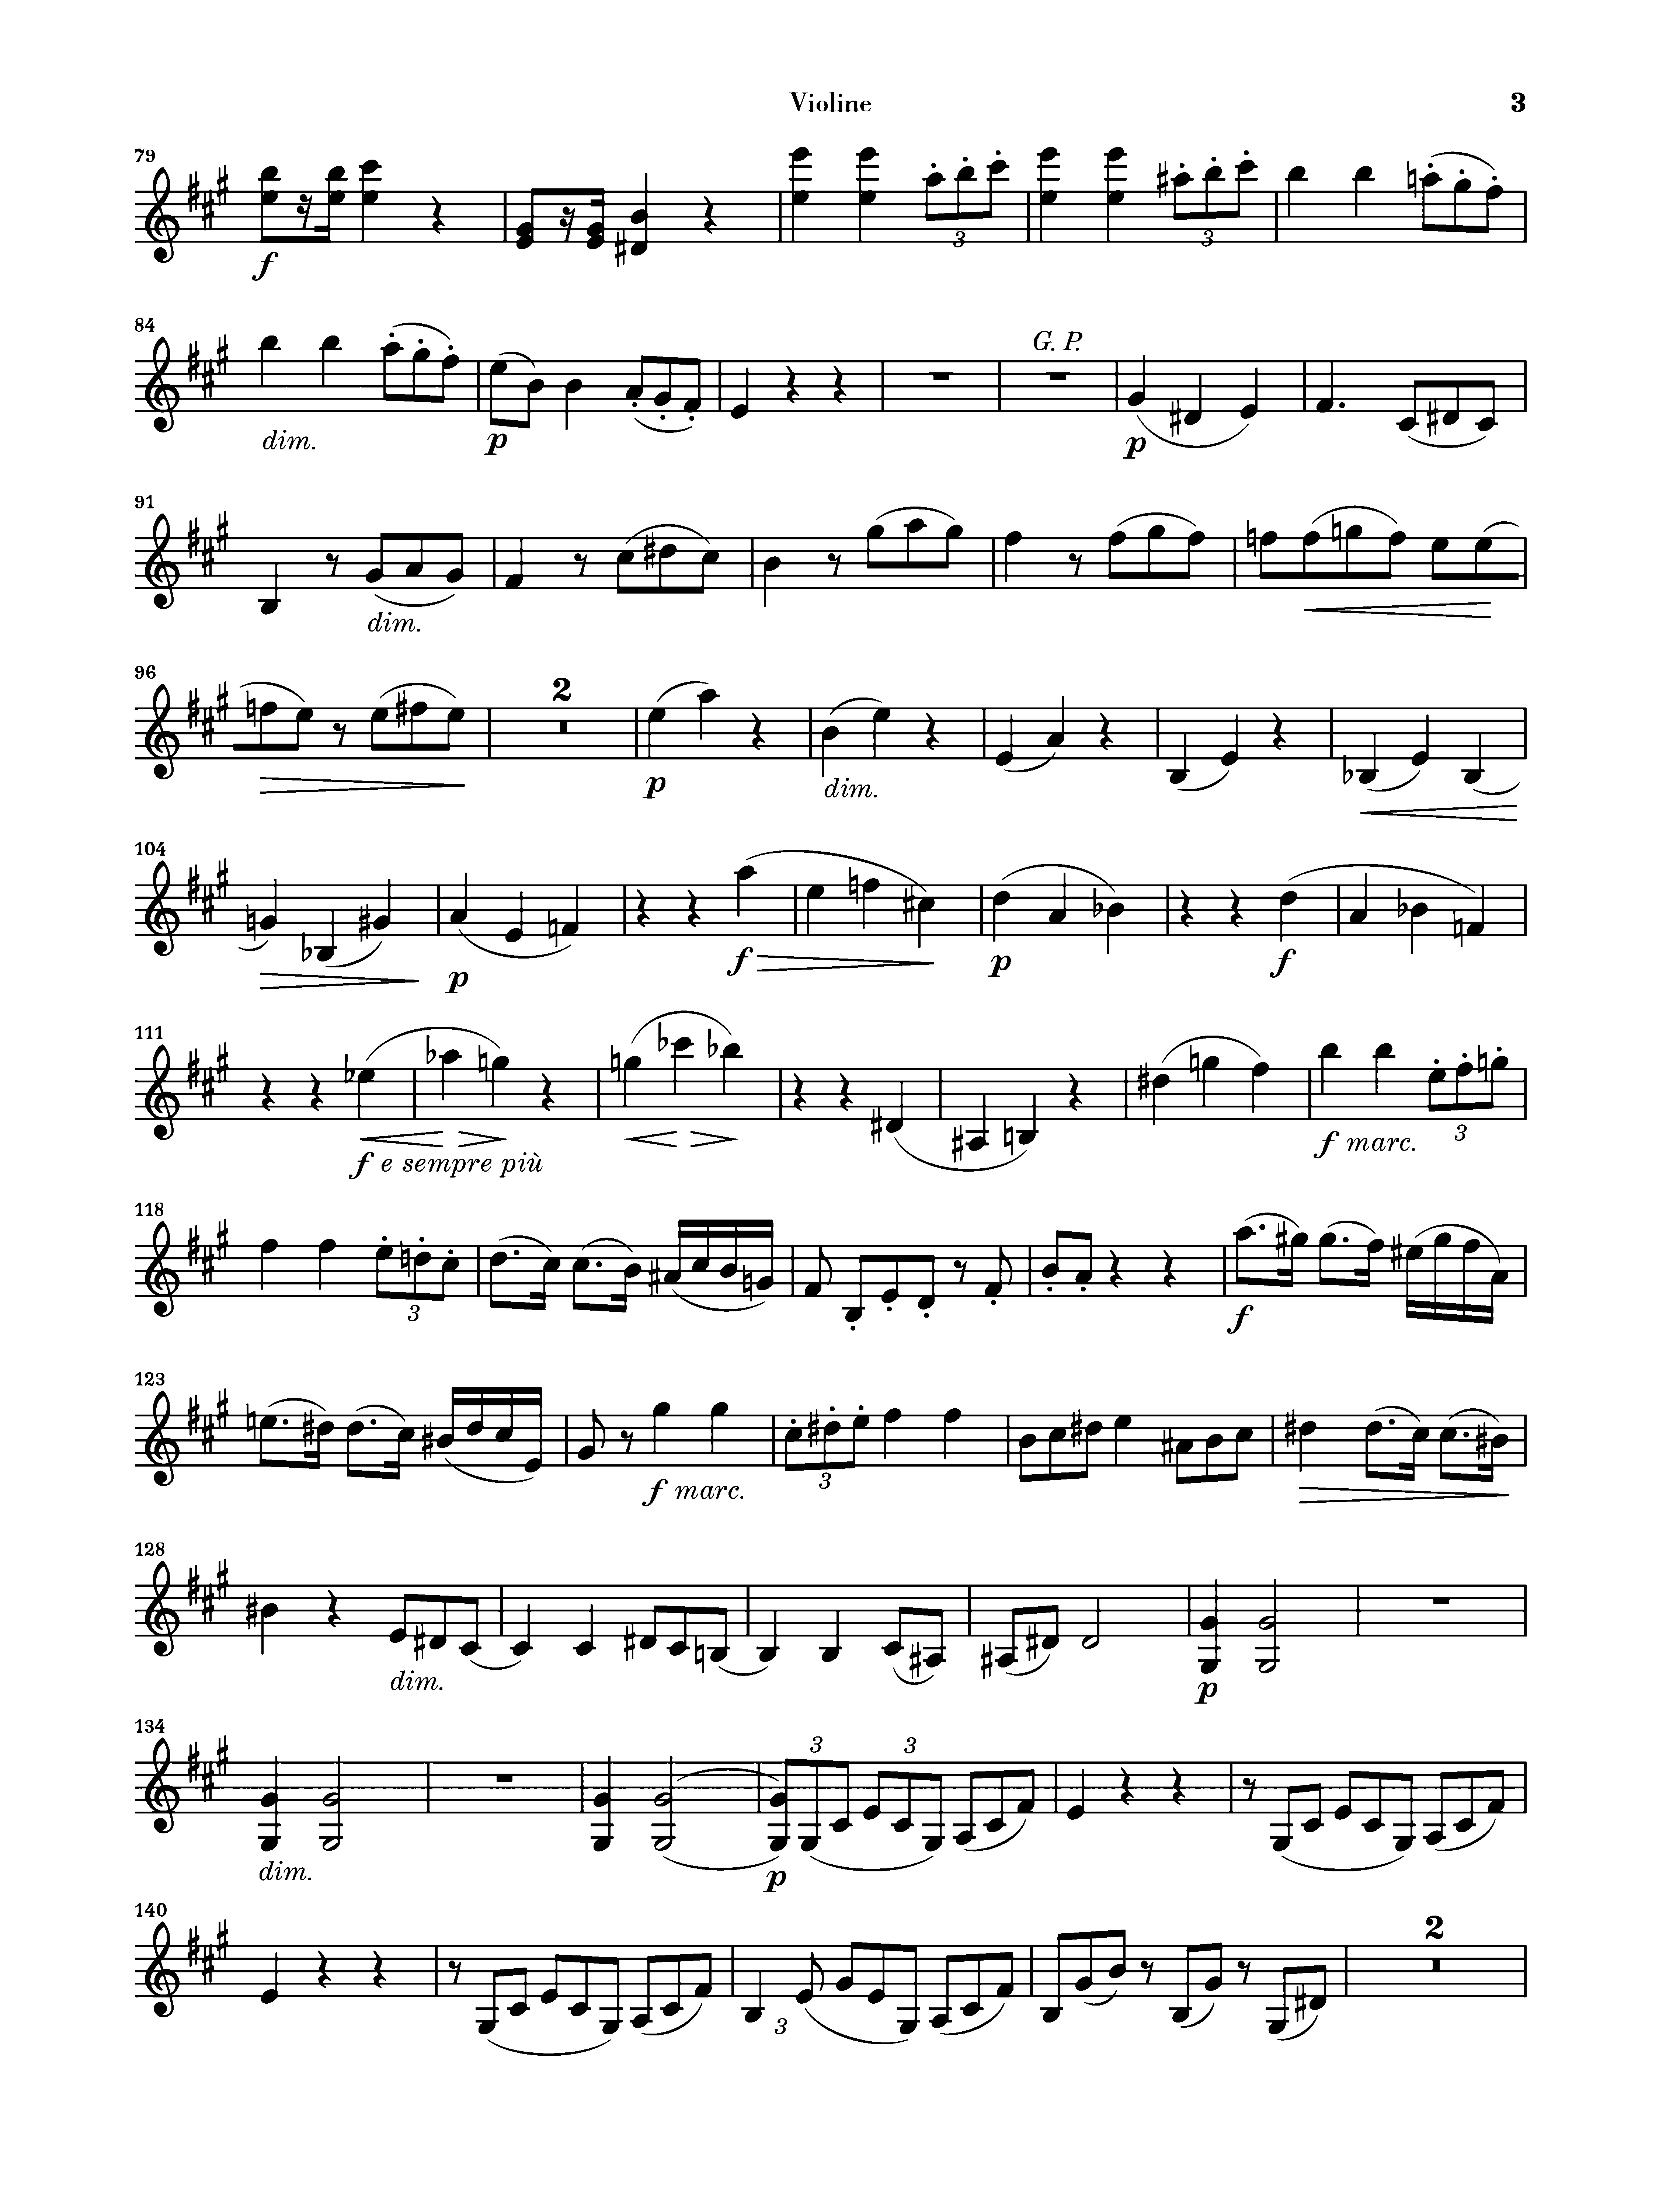 Violine 3
79
f
3 3
84
G. P.
dim. p p
91
dim.
96
2
p dim.
104
p f p f
111
f e sempre più f marc. 3
118
3 f
123
f marc. 3
128
dim. p
134
3 3
dim. p
140
2
3